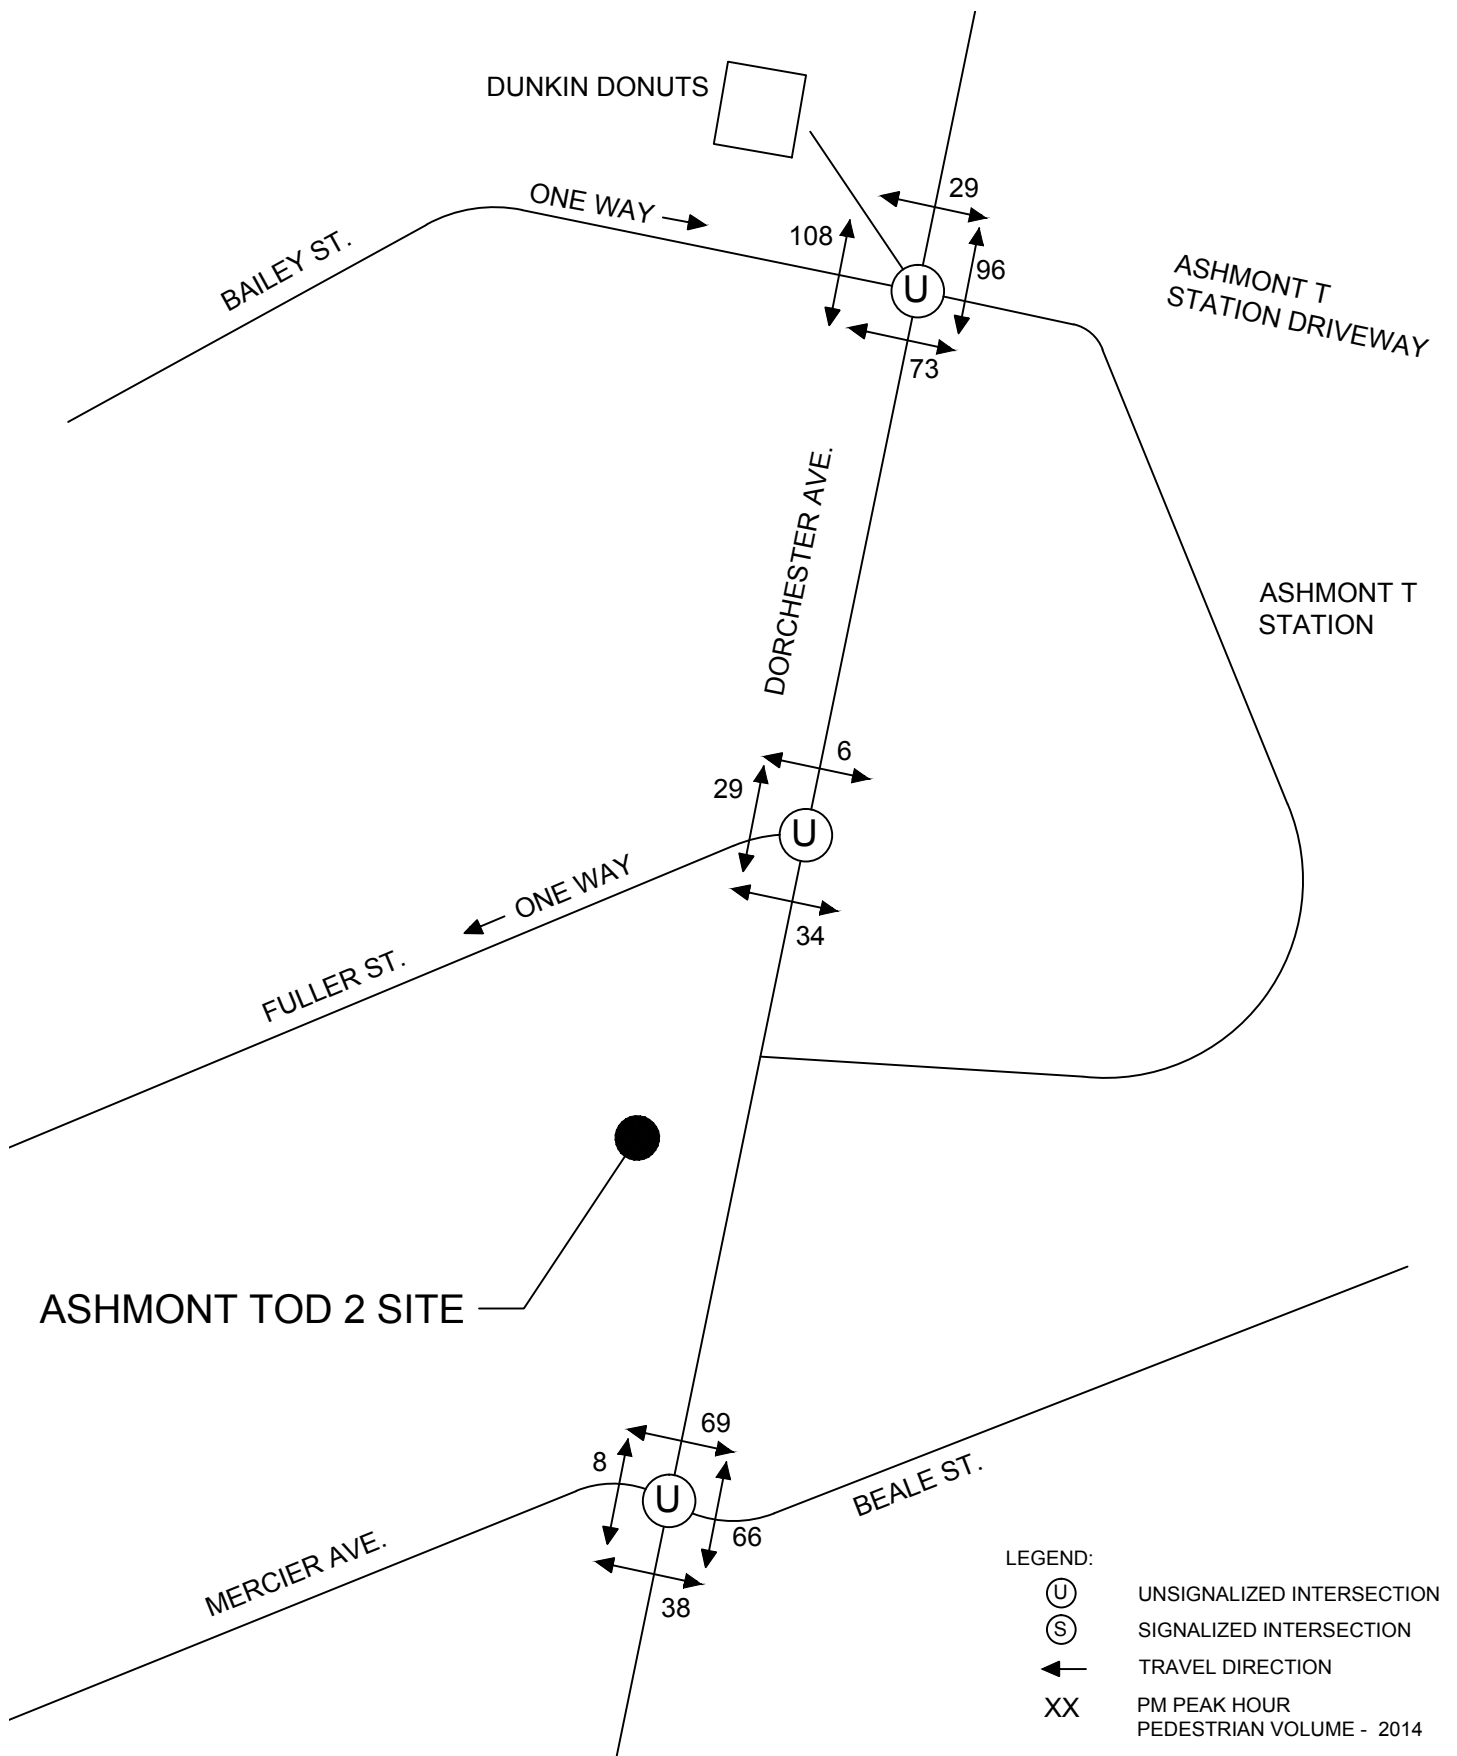 DUNKIN DONUTS
29
ONE WAY
108
BAILEY ST.
96
ASHMONT T
STATION DRIVEWAY
U
73
DORCHESTER AVE.
ASHMONT T
STATION
6
29
U
ONE WAY
34
FULLER ST.
ASHMONT TOD 2 SITE
69
8
U
BEALE ST.
66
MERCIER AVE.
38
LEGEND:
U UNSIGNALIZED INTERSECTION
S SIGNALIZED INTERSECTION
TRAVEL DIRECTION
XX PM PEAK HOUR
PEDESTRIAN VOLUME - 2014